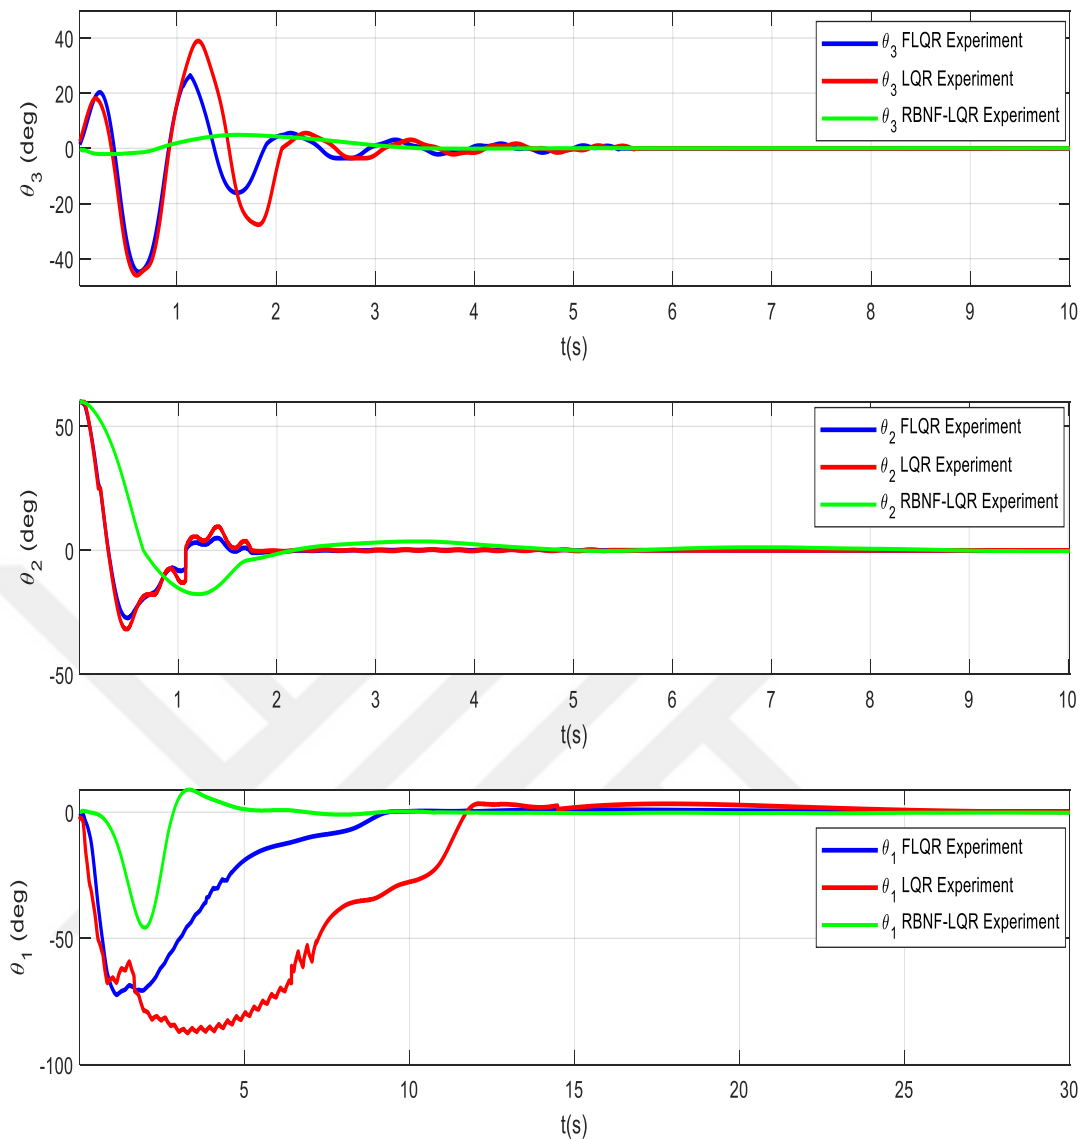 θ3 (deg)
40
20
0
-20
-40
θ3 FLQR Experiment
θ3 LQR Experiment
θ3 RBNF-LQR Experiment
1 2 3 4 5 6 7 8 9 10
t(s)
θ2 (deg)
50
0
-50
θ2 FLQR Experiment
θ2 LQR Experiment
θ2 RBNF-LQR Experiment
1 2 3 4 5 6 7 8 9 10
t(s)
θ1 (deg)
0
-50
-100
θ1 FLQR Experiment
θ1 LQR Experiment
θ1 RBNF-LQR Experiment
5 10 15 20 25 30
t(s)